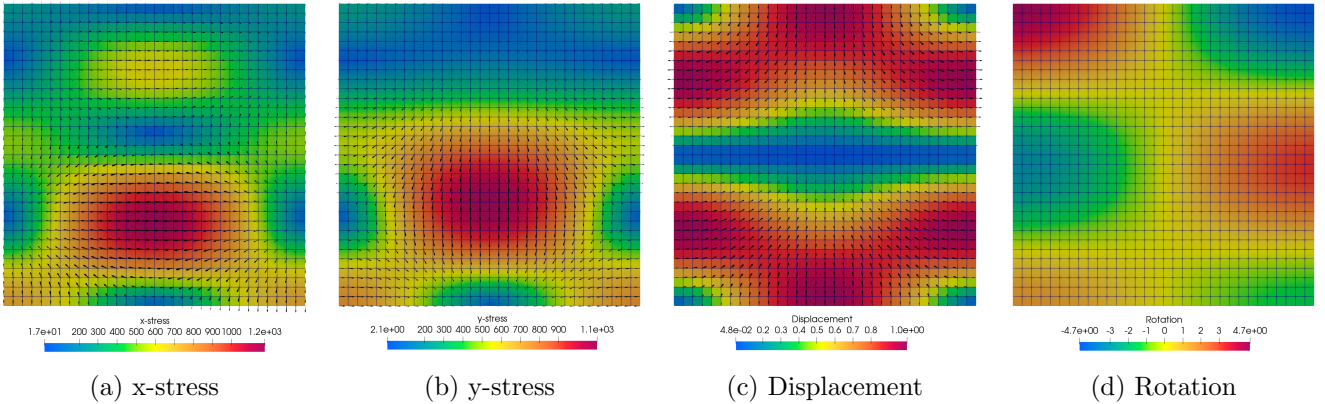 x-stress
1.7e+01 200 300 400 500 600 700 800 900 1000 1.2e+03
(a) x-stress
y-stress
2.1e+00 200 300 400 500 600 700 800 900 1.1e+03
(b) y-stress
Displacement
4.8e-02 0.2 0.3 0.4 0.5 0.6 0.7 0.8 1.0e+00
(c) Displacement
Rotation
-4.7e+00 -3 -2 -1 0 1 2 3 4.7e+00
(d) Rotation